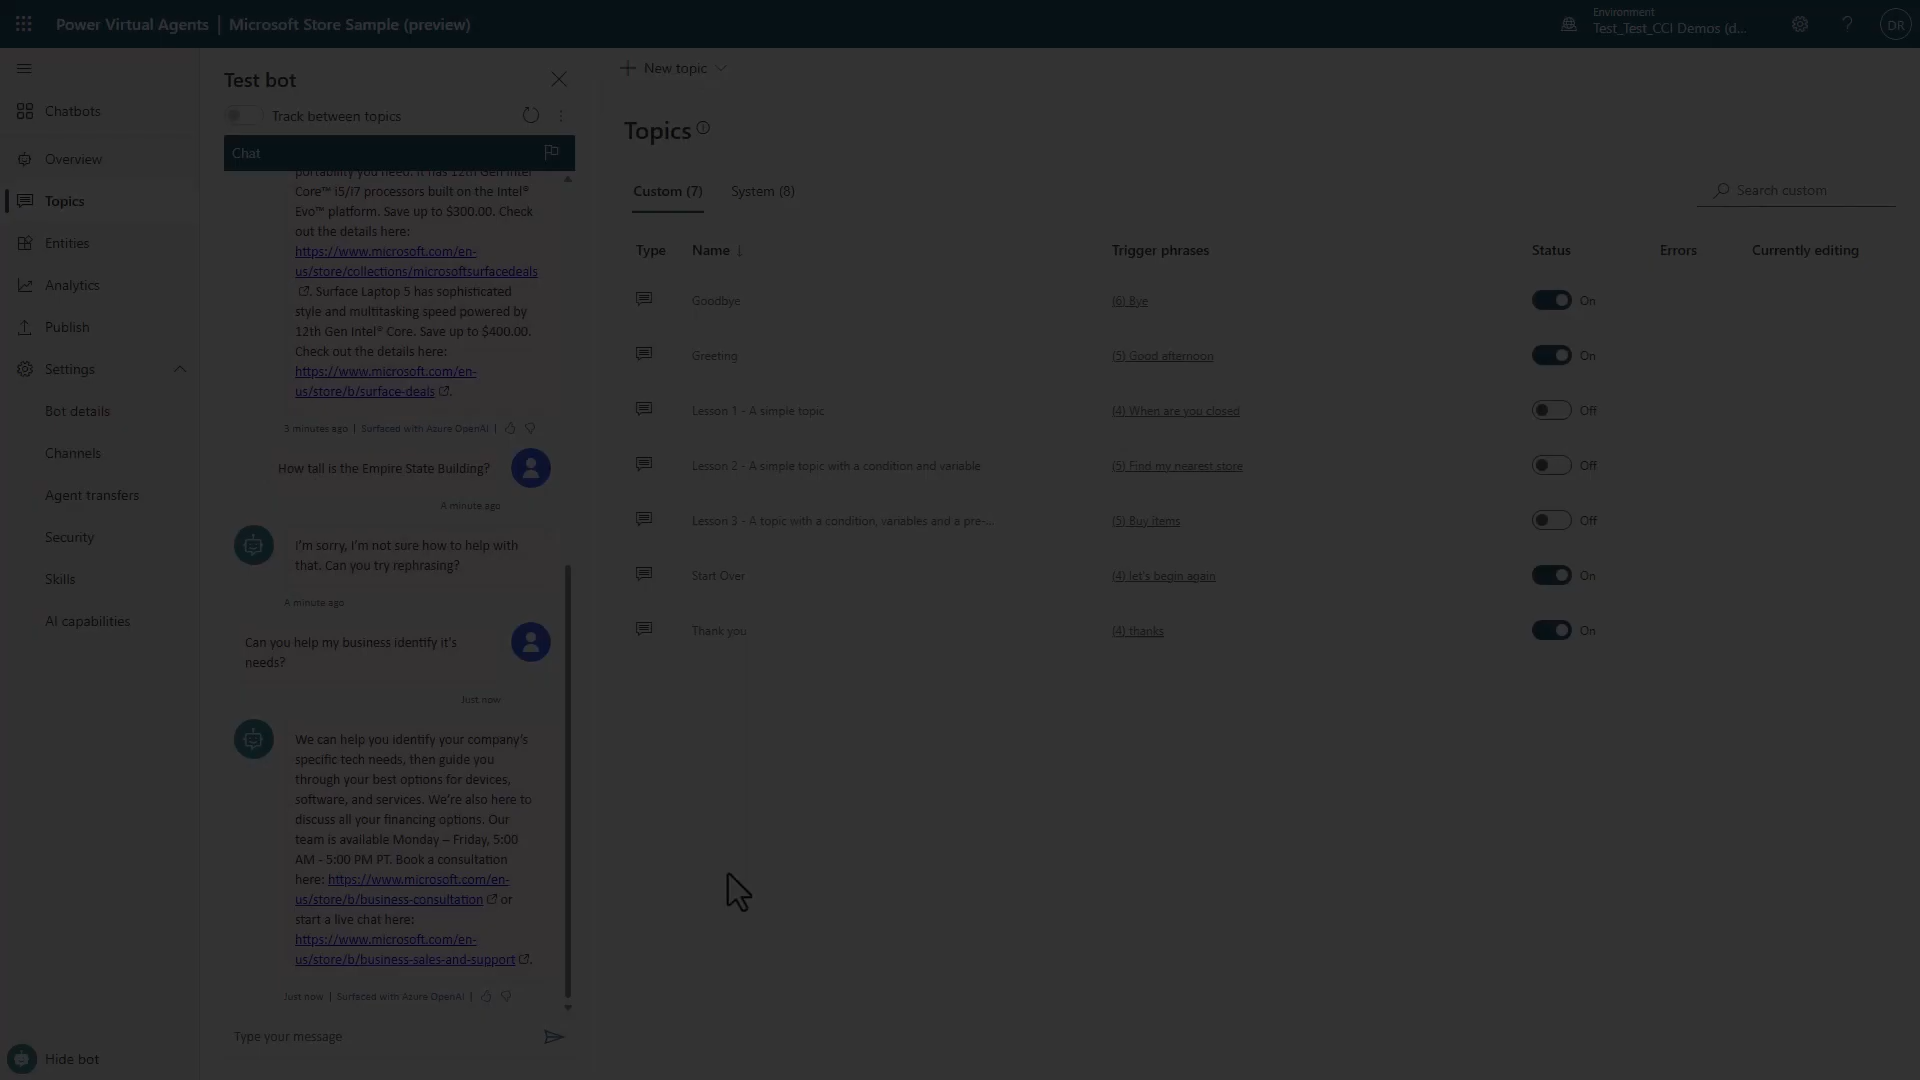 Power Virtual Agents | Microsoft Store Sample (preview)
Environment
Test_Test_CCI Demos (d...
?
DR
Chatbots
Overview
Topics
Entities
Analytics
Publish
Settings
Bot details
Channels
Agent transfers
Security
Skills
AI capabilities
Hide bot
Test bot
Track between topics
Chat
portability you need. It has 12th Gen Intel
Core™ i5/i7 processors built on the Intel®
Evo™ platform. Save up to $300.00. Check
out the details here:
https://www.microsoft.com/en-
us/store/collections/microsoftsurfacedeals
. Surface Laptop 5 has sophisticated
style and multitasking speed powered by
12th Gen Intel® Core. Save up to $400.00.
Check out the details here:
https://www.microsoft.com/en-
us/store/b/surface-deals .
3 minutes ago | Surfaced with Azure OpenAI |
How tall is the Empire State Building?
A minute ago
I'm sorry, I'm not sure how to help with
that. Can you try rephrasing?
A minute ago
Can you help my business identify it's
needs?
Just now
We can help you identify your company's
specific tech needs, then guide you
through your best options for devices,
software, and services. We're also here to
discuss all your financing options. Our
team is available Monday – Friday, 5:00
AM - 5:00 PM PT. Book a consultation
here: https://www.microsoft.com/en-
us/store/b/business-consultation or
start a live chat here:
https://www.microsoft.com/en-
us/store/b/business-sales-and-support .
Just now | Surfaced with Azure OpenAI |
Type your message
New topic
Topics
Custom (7) System (8)
Search custom
Type Name ↓ Trigger phrases Status Errors Currently editing
Goodbye (6) Bye On
Greeting (5) Good afternoon On
Lesson 1 - A simple topic (4) When are you closed Off
Lesson 2 - A simple topic with a condition and variable (5) Find my nearest store Off
Lesson 3 - A topic with a condition, variables and a pre-... (5) Buy items Off
Start Over (4) let's begin again On
Thank you (4) thanks On